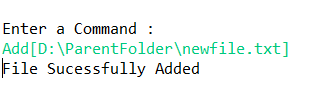 Enter a Command :
Add[D:\ParentFolder\newfile.txt]
File Sucessfully Added